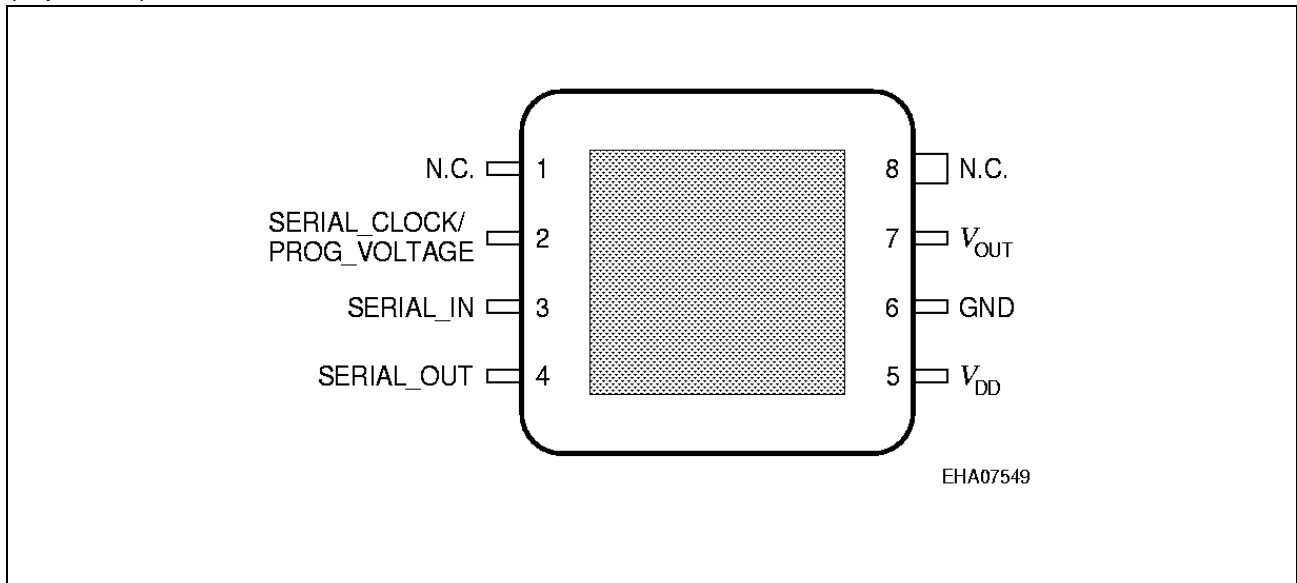 N.C. 1
SERIAL_CLOCK/
PROG_VOLTAGE 2
SERIAL_IN 3
SERIAL_OUT 4
8 N.C.
7 VOUT
6 GND
5 VDD
EHA07549